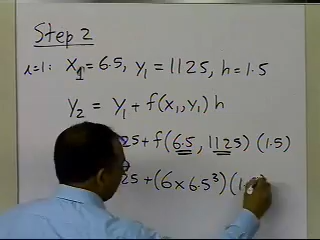 Step 2
i=1: x₁=6.5, y₁=1125, h=1.5
y₂ = y₁ + f(x₁,y₁)h
25+f(6.5, 1125)(1.5)
25+(6×6.5³)(1.